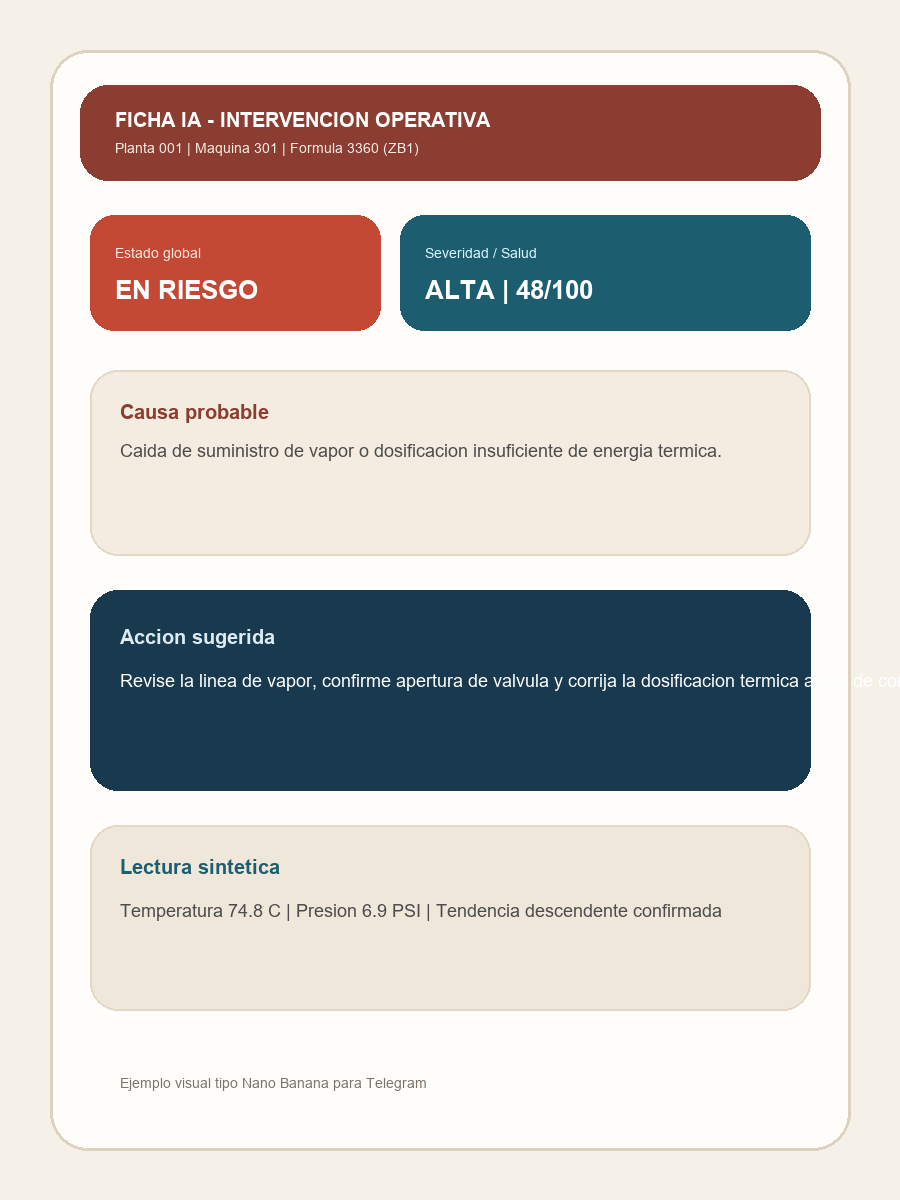 FICHA IA - INTERVENCION OPERATIVA
Planta 001 | Maquina 301 | Formula 3360 (ZB1)
Estado global
EN RIESGO
Severidad / Salud
ALTA | 48/100
Causa probable
Caida de suministro de vapor o dosificacion insuficiente de energia termica.
Accion sugerida
Revise la linea de vapor, confirme apertura de valvula y corrija la dosificacion termica de
Lectura sintetica
Temperatura 74.8 C | Presion 6.9 PSI | Tendencia descendente confirmada
Ejemplo visual tipo Nano Banana para Telegram